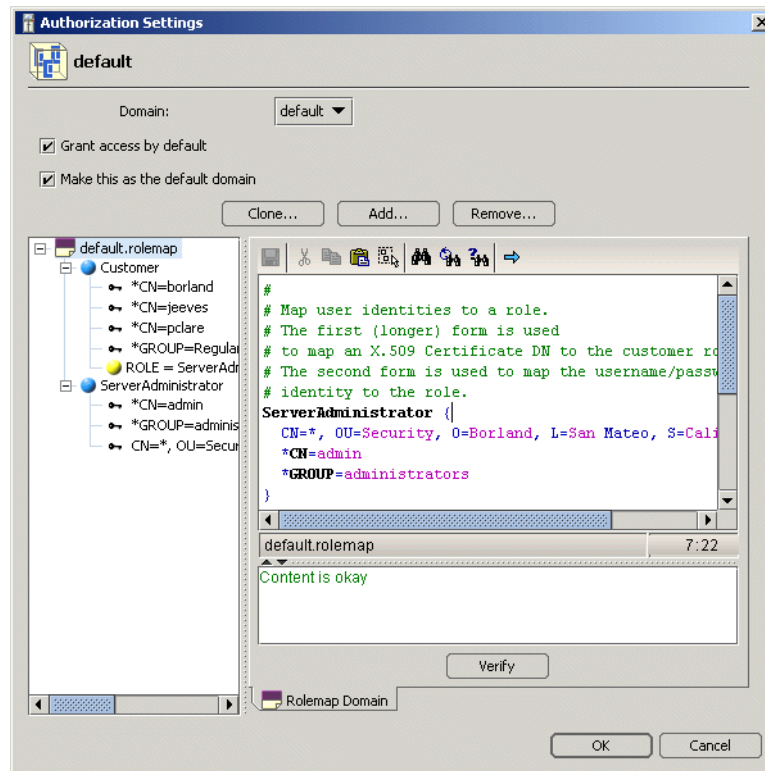 Authorization Settings
default
Domain:
default
Grant access by default
Make this as the default domain
Clone...
Add...
Remove...
default.rolemap
Customer
*CN=borland
*CN=jeeves
*CN=pclare
*GROUP=Regular
ROLE = ServerAdr
ServerAdministrator
*CN=admin
*GROUP=adminis
CN=*, OU=Secur
#
# Map user identities to a role.
# The first (longer) form is used
# to map an X.509 Certificate DN to the customer ro
# The second form is used to map the username/passw
# identity to the role.
ServerAdministrator {
CN=*, OU=Security, O=Borland, L=San Mateo, S=Cali
*CN=admin
*GROUP=administrators
}
default.rolemap
7:22
Content is okay
Verify
Rolemap Domain
OK
Cancel